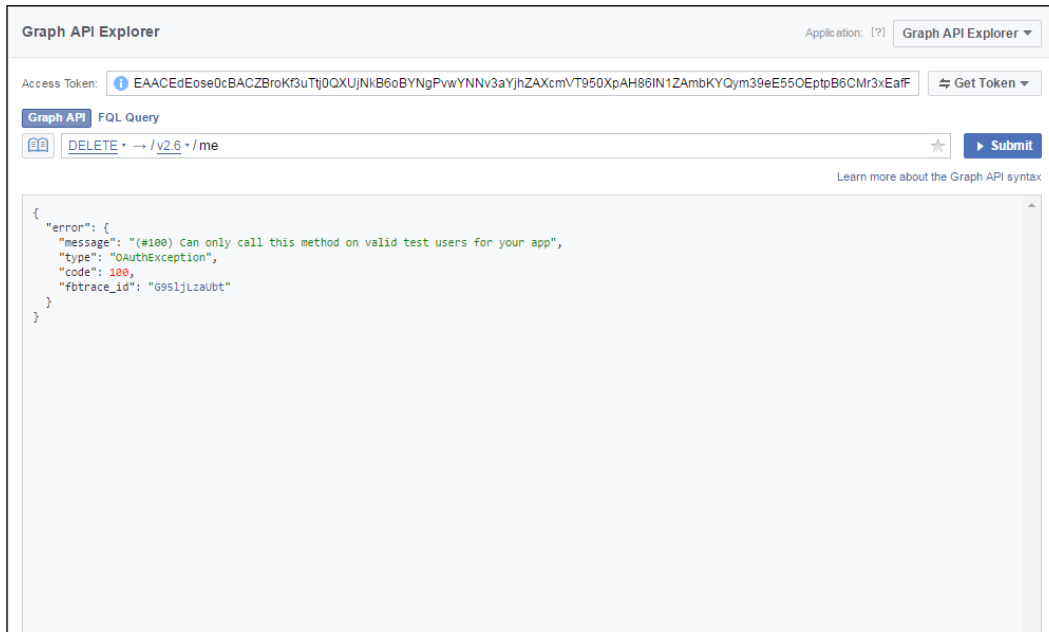 Graph API Explorer
Application: [?] Graph API Explorer
Access Token: EAACEdEose0cBACZBroKf3uTtj0QXUjNkB6oBYNgPvwYNNv3aYjhZAXcmVT950XpAH86IN1ZAmbKYQym39eE55OEptpB6CMr3xEafF Get Token
Graph API FQL Query
DELETE → / v2.6 / me Submit
Learn more about the Graph API syntax
{
"error": {
"message": "(#100) Can only call this method on valid test users for your app",
"type": "OAuthException",
"code": 100,
"fbtrace_id": "G9SljLzaUbt"
}
}